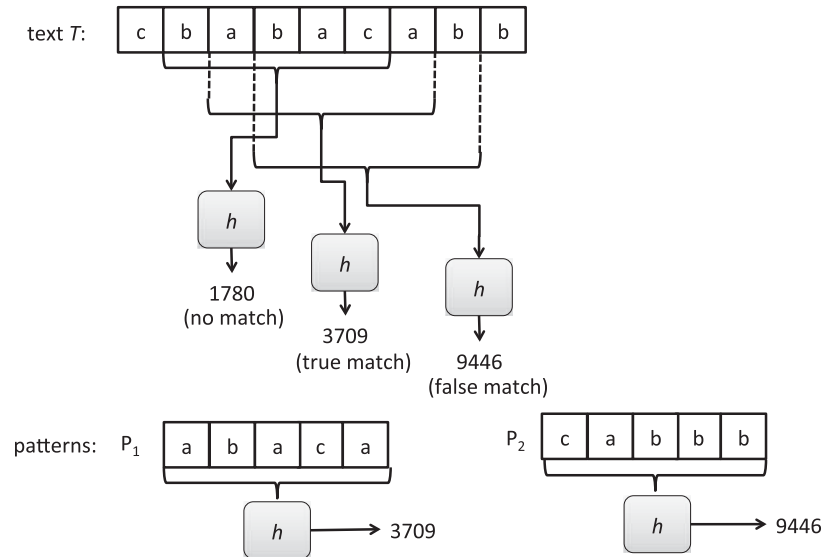 text T: c b a b a c a b b
h
h
h
1780
(no match)
3709
(true match)
9446
(false match)
patterns: P1 a b a c a
P2 c a b b b
h 3709
h 9446